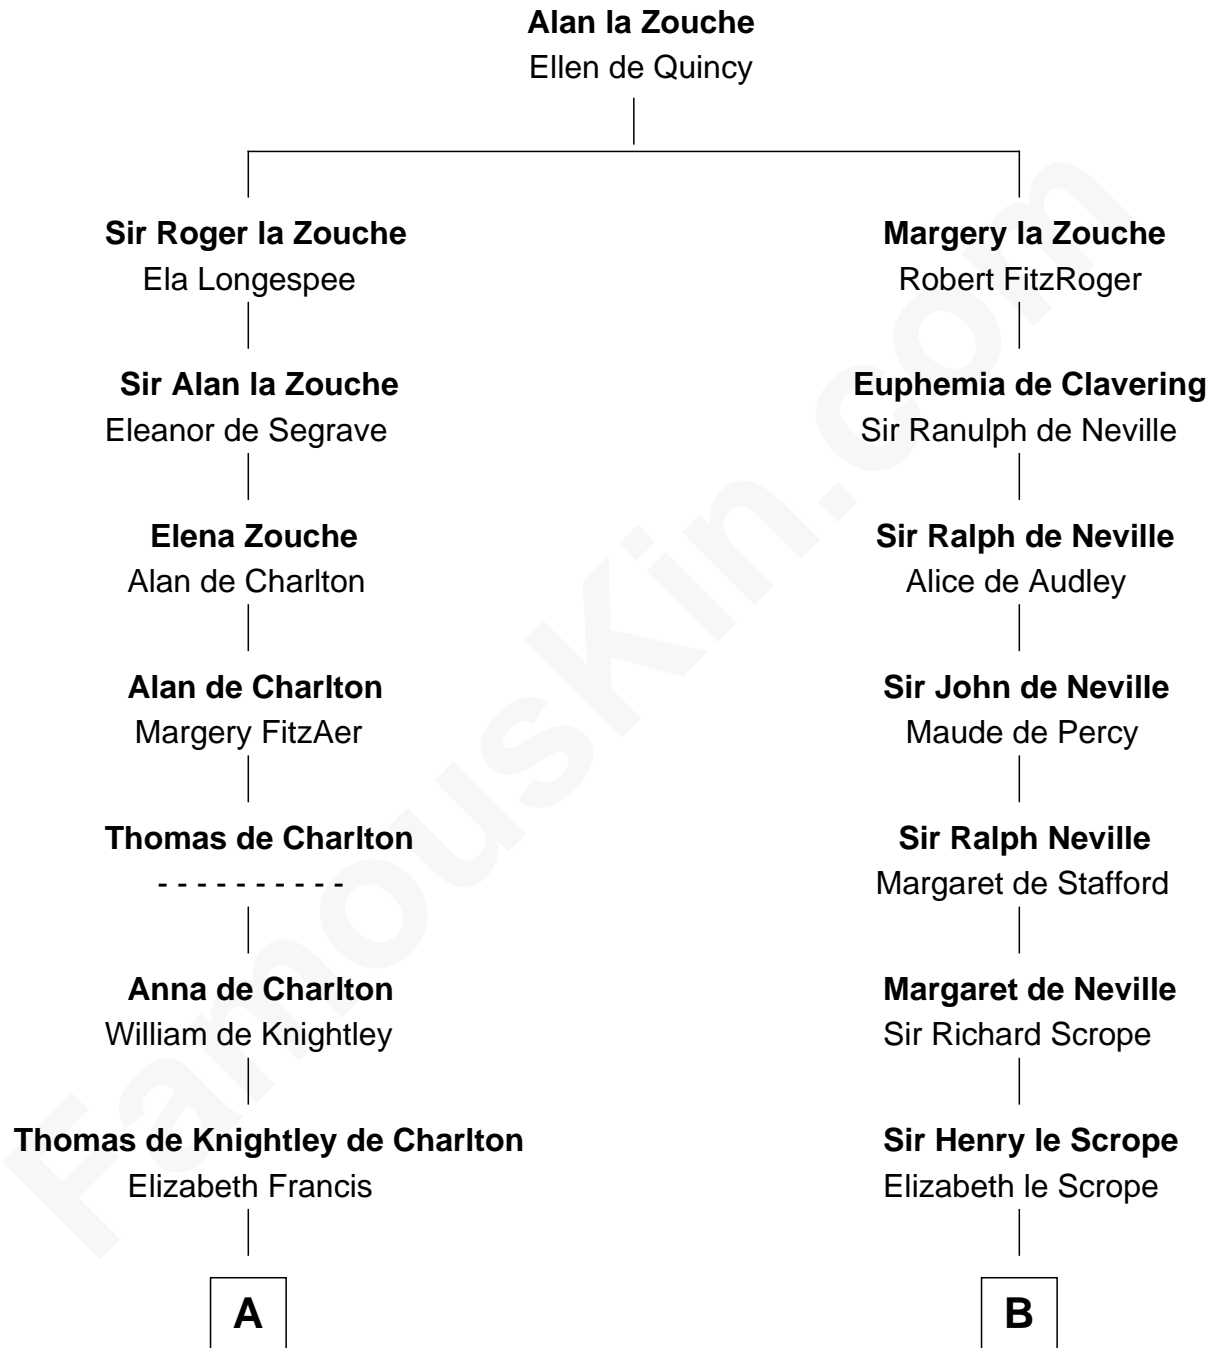 Alan la Zouche
Ellen de Quincy
Sir Roger la Zouche
Ela Longespee
Margery la Zouche
Robert FitzRoger
Sir Alan la Zouche
Eleanor de Segrave
Euphemia de Clavering
Sir Ranulph de Neville
Elena Zouche
Alan de Charlton
Sir Ralph de Neville
Alice de Audley
Alan de Charlton
Margery FitzAer
Sir John de Neville
Maude de Percy
Thomas de Charlton
- - - - - - - - - -
Sir Ralph Neville
Margaret de Stafford
Anna de Charlton
William de Knightley
Margaret de Neville
Sir Richard Scrope
Thomas de Knightley de Charlton
Elizabeth Francis
Sir Henry le Scrope
Elizabeth le Scrope
A
B
FamousKin.com